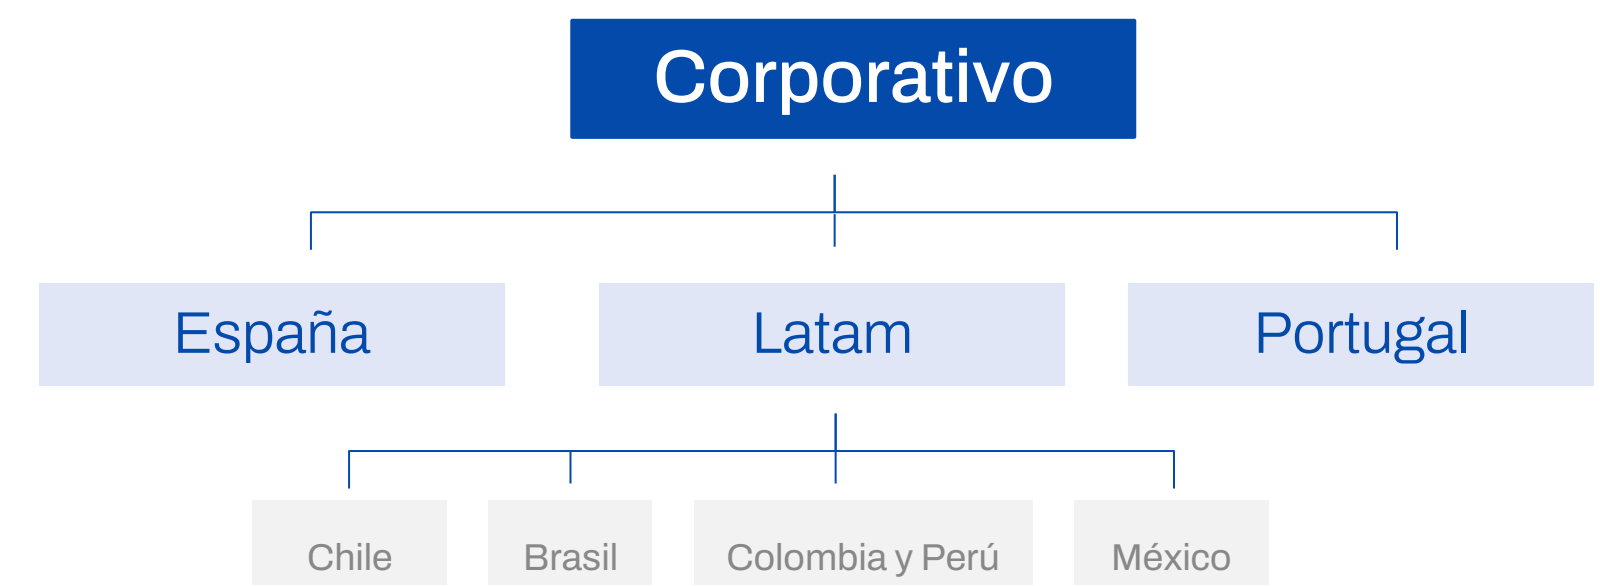 Corporativo
España
Latam
Portugal
Chile
Brasil
Colombia y Perú
México